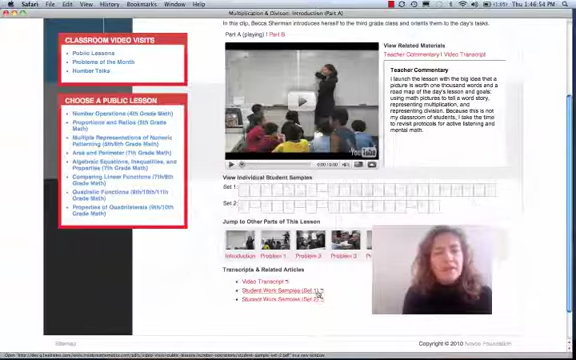 Safari File Edit View History Bookmarks Window Help
1:46:54 PM
Multiplication & Division: Introduction (Part A)
In this clip, Becca Sherman introduces herself to the third grade class and orients them to the day's tasks.
Part A (playing) | Part B
CLASSROOM VIDEO VISITS
Public Lessons
Problems of the Month
Number Talks
CHOOSE A PUBLIC LESSON
Number Operations (4th Grade Math)
Proportions and Ratios (5th Grade Math)
Multiple Representations of Numeric Patterning (5th/6th Grade Math)
Area and Perimeter (7th Grade Math)
Algebraic Equations, Inequalities, and Properties (7th Grade Math)
Comparing Linear Functions (7th/8th Grade Math)
Quadratic Functions (9th/10th/11th Grade Math)
Properties of Quadrilaterals (9th/10th Grade Math)
YouTube
View Related Materials
Teacher Commentary | Video Transcript
Teacher Commentary
I launch the lesson with the big idea that a picture is worth one thousand words and a road map of the day's lesson and goals: using math pictures to tell a word story, representing multiplication, and representing division. Because this is not my classroom of students, I take the time to revisit protocols for active listening and mental math.
View Individual Student Samples
Set 1:
Set 2:
Jump to Other Parts of This Lesson
Introduction Problem 1 Problem 2 Problem 3
Transcripts & Related Articles
Video Transcript
Student Work Samples (Set 1)
Student Work Samples (Set 2)
Sitemap
Copyright © 2010 Noyce Foundation